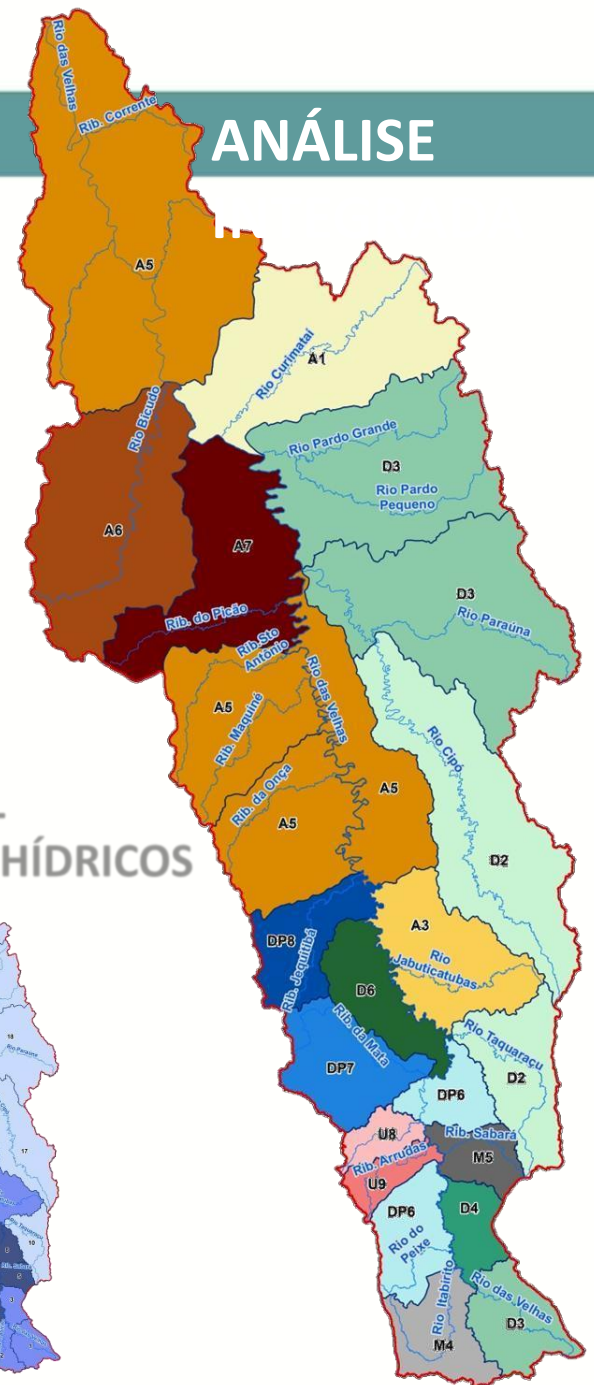 ANÁLISE
Rio das Velhas
Rib. Corrente
A5
Rio Curimataí
A1
Rio Bicudo
Rio Pardo Grande
D3
Rio Pardo
Pequeno
A6
A7
D3
Rib. do Picão
Rio Paraúna
Rib.Sto
Antônio
A5
Rib. Maquiné
Rio das Velhas
Rio Cipó
Rib. da Onça
A5
A5
HÍDRICOS
D2
DP8
Rib. Jequitibá
A3
Rio
Jabuticatubas
D6
Rib. da Mata
Rio Taquaraçu
DP7
D2
DP6
U8
Rib. Sabará
Rib. Arrudas
M5
U9
DP6
D4
Rio do
Peixe
Rio Itabirito
Rio das Velhas
D3
M4
18
17
10